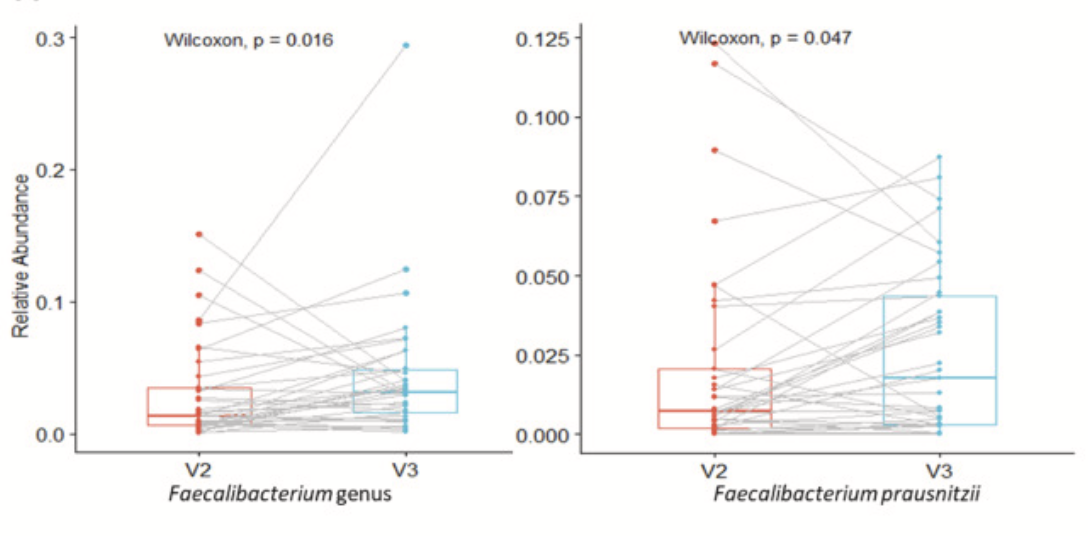 Wilcoxon, p = 0.016
0.3
0.2
0.1
0.0
Relative Abundance
V2 V3
Faecalibacterium genus
Wilcoxon, p = 0.047
0.125
0.100
0.075
0.050
0.025
0.000
V2 V3
Faecalibacterium prausnitzii